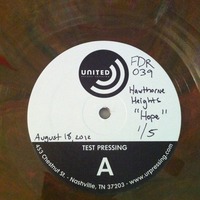 UNITED
FDR
039
Hawthorne
Heights
"Hope"
1/5
August 18, 2012
TEST PRESSING
A
453 Chestnut St. - Nashville, TN 37203 - www.urpressing.com